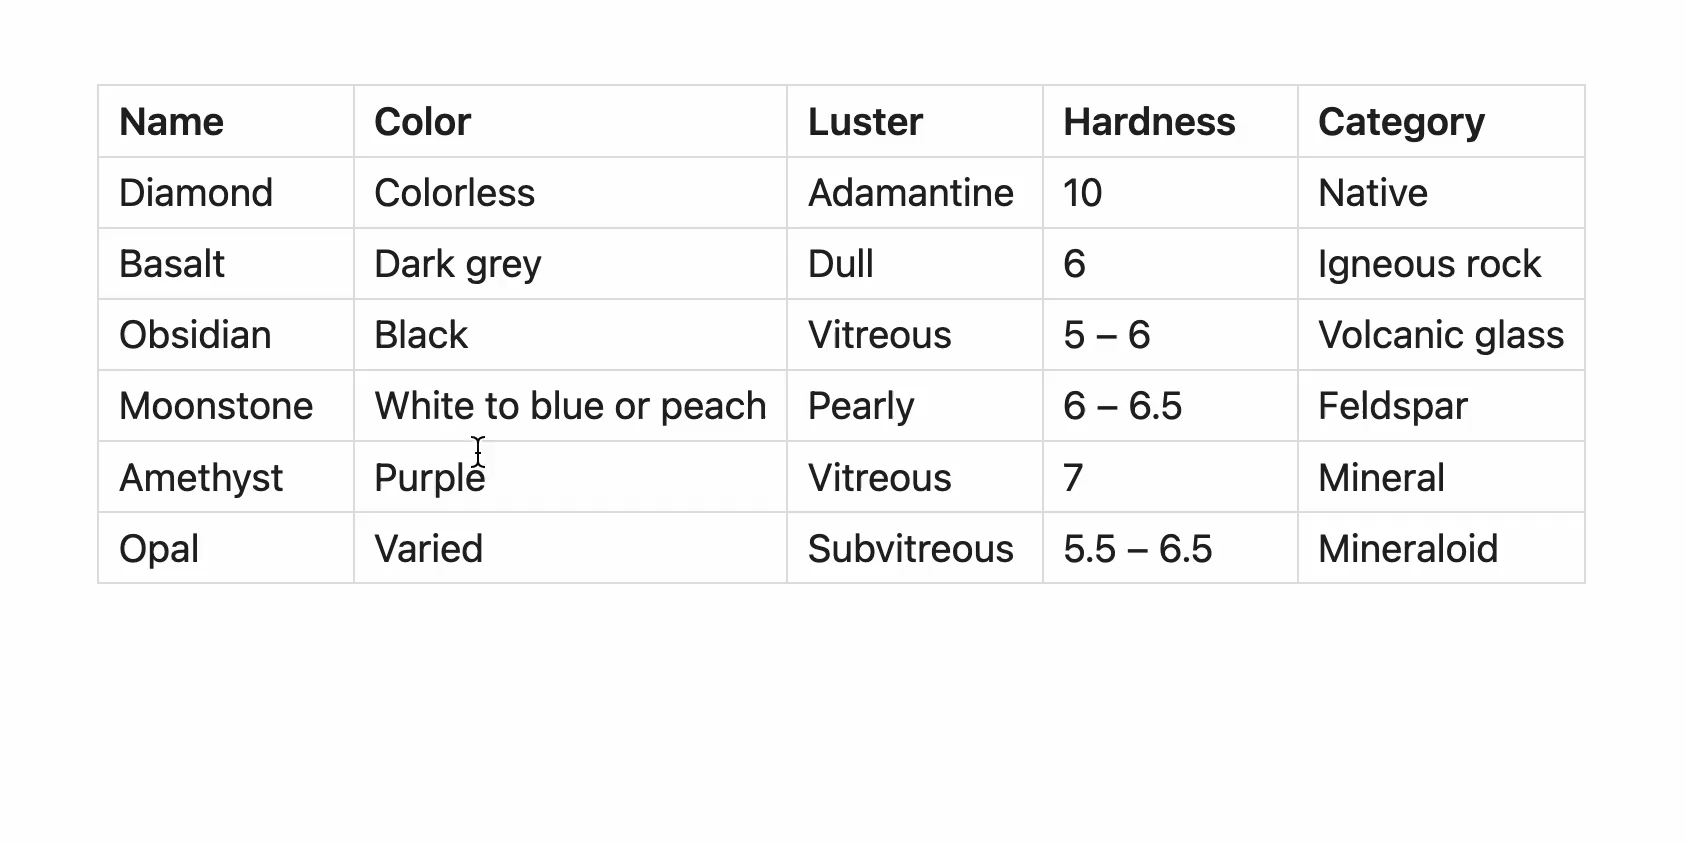 Name Color Luster Hardness Category
Diamond Colorless Adamantine 10 Native
Basalt Dark grey Dull 6 Igneous rock
Obsidian Black Vitreous 5 – 6 Volcanic glass
Moonstone White to blue or peach Pearly 6 – 6.5 Feldspar
Amethyst Purple Vitreous 7 Mineral
Opal Varied Subvitreous 5.5 – 6.5 Mineraloid